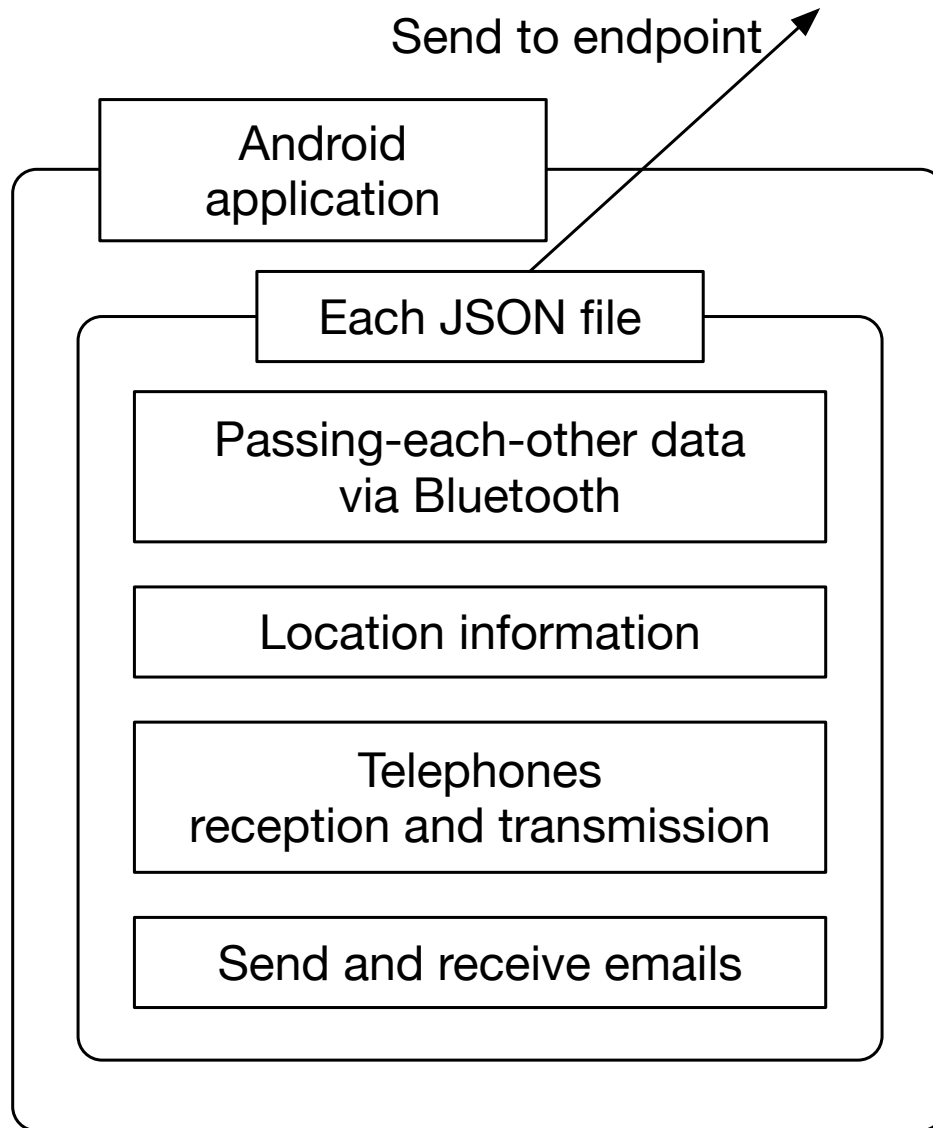 Send to endpoint
Android
application
Each JSON file
Passing-each-other data
via Bluetooth
Location information
Telephones
reception and transmission
Send and receive emails